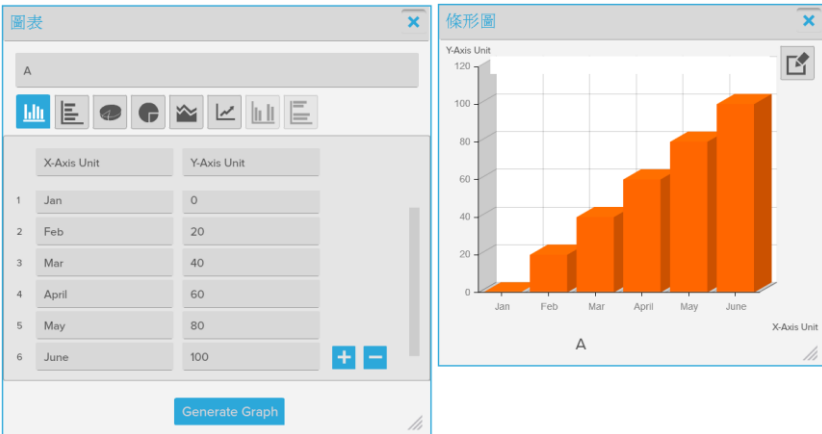 圖表
A
X-Axis Unit Y-Axis Unit
1 Jan 0
2 Feb 20
3 Mar 40
4 April 60
5 May 80
6 June 100
Generate Graph
條形圖
Y-Axis Unit
120
100
80
60
40
20
0
Jan Feb Mar April May June
X-Axis Unit
A